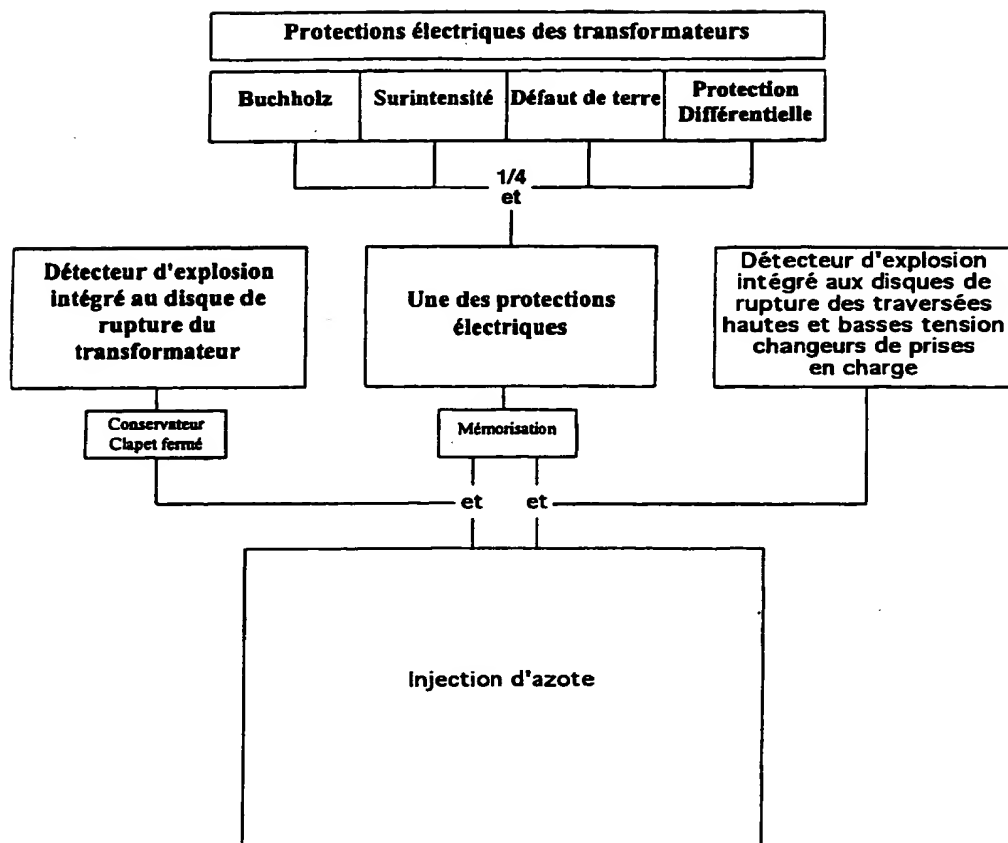 Protections électriques des transformateurs
Buchholz
Surintensité
Défaut de terre
Protection
Différentielle
1/4
et
Détecteur d'explosion
intégré au disque de
rupture du
transformateur
Une des protections
électriques
Détecteur d'explosion
intégré aux disques de
rupture des traversées
hautes et basses tension
changeurs de prises
en charge
Conservateur
Clapet fermé
Mémorisation
et
et
Injection d'azote